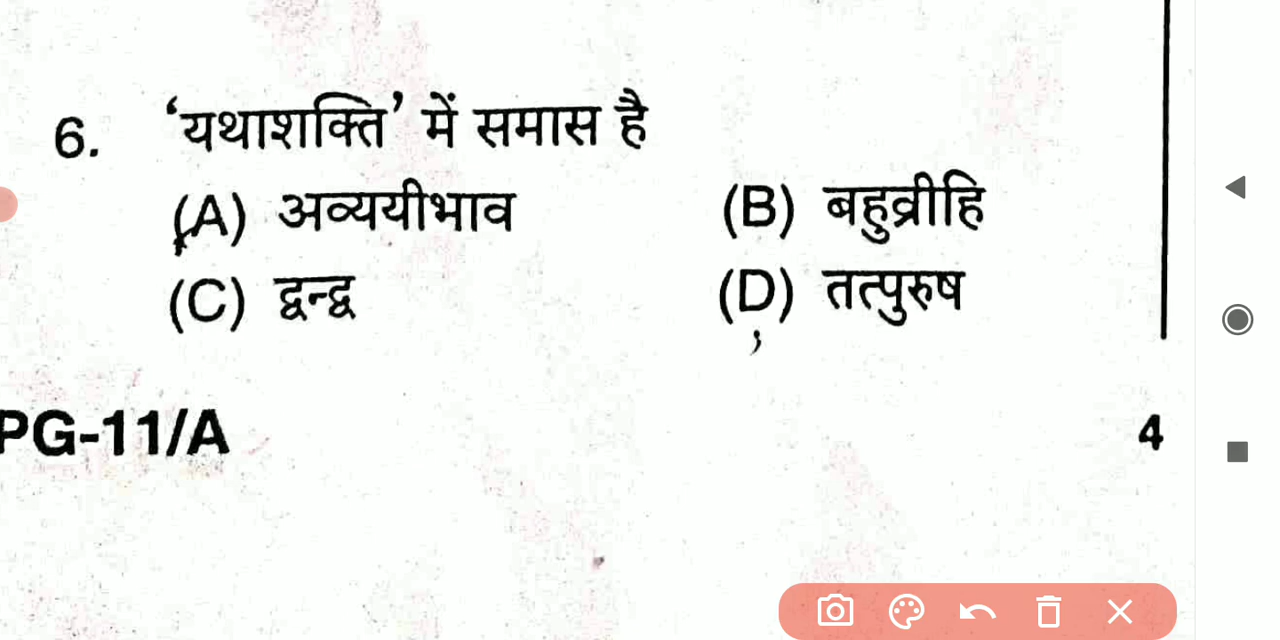 6. 'यथाशक्ति' में समास है
(A) अव्ययीभाव (B) बहुव्रीहि
(C) द्वन्द्व (D) तत्पुरुष
PG-11/A 4